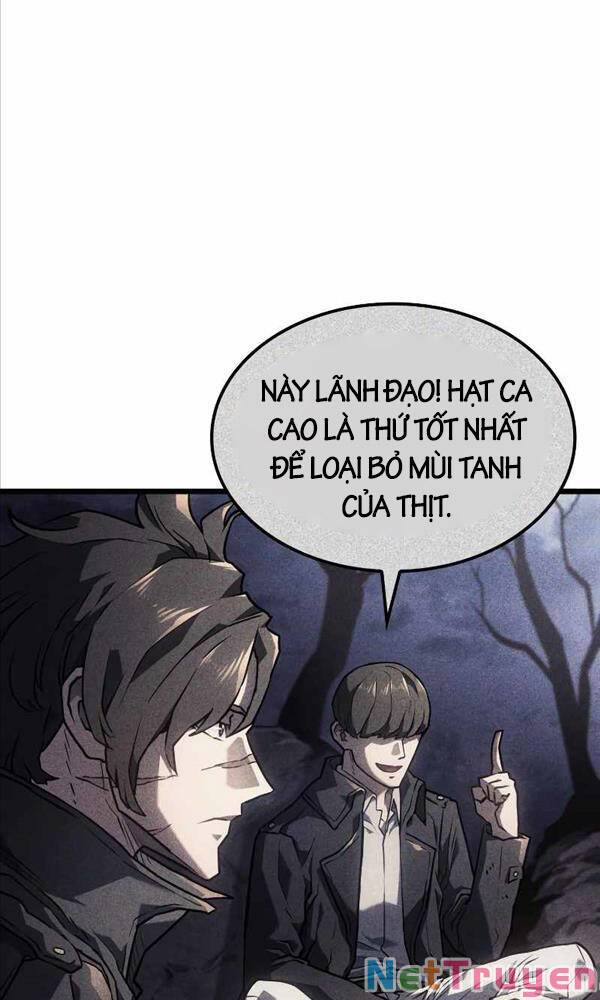 NÀY LÃNH ĐẠO! HẠT CA
CAO LÀ THỨ TỐT NHẤT
ĐỂ LOẠI BỎ MÙI TANH
CỦA THỊT.
NetTruyen